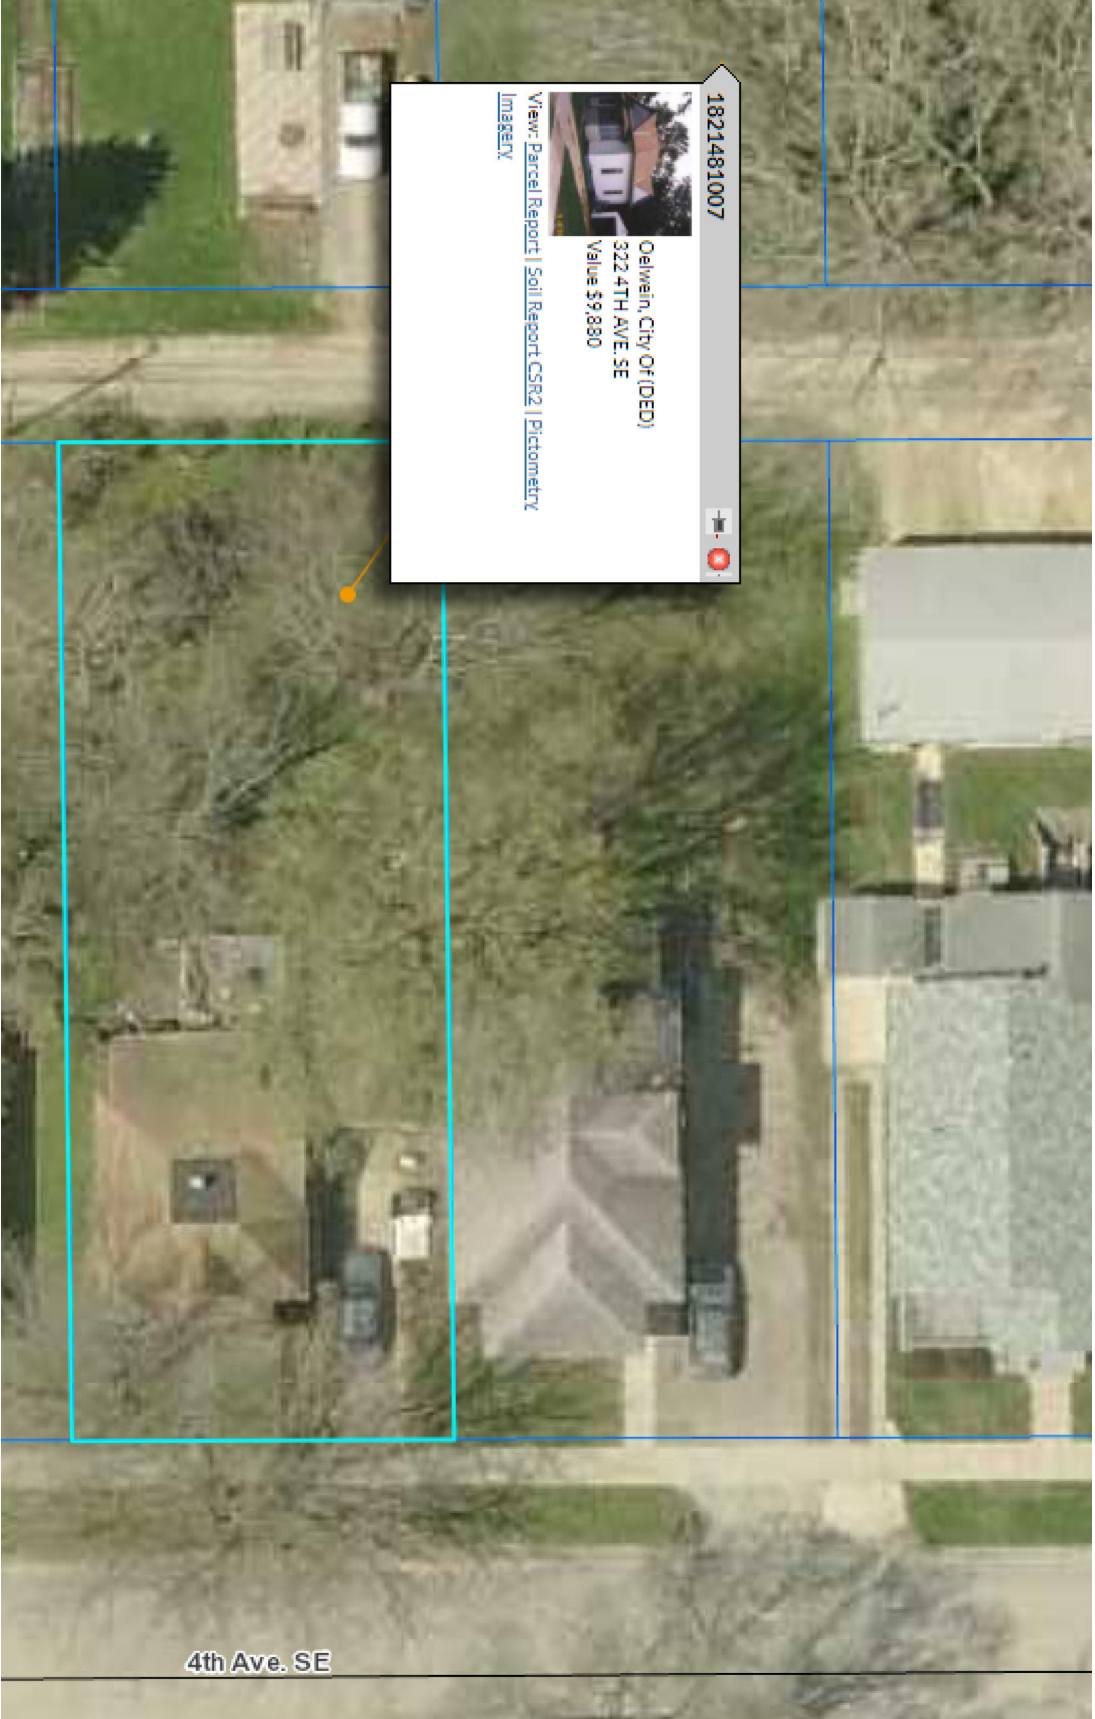 1821481007
Oelwein, City Of (DED)
322 4TH AVE. SE
Value $9,880
View: Parcel Report | Soil Report CSR2 | Pictometry
Imagery
4th Ave. SE